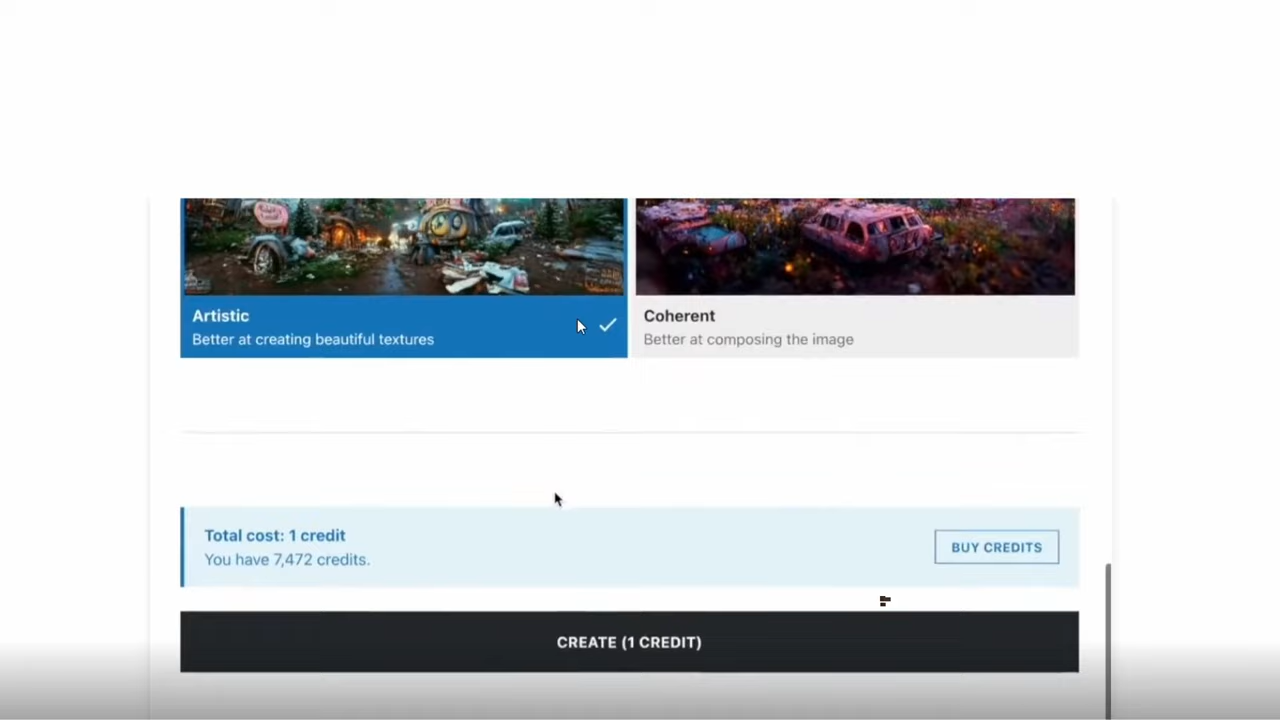 Artistic
Better at creating beautiful textures
Coherent
Better at composing the image
Total cost: 1 credit
You have 7,472 credits.
BUY CREDITS
CREATE (1 CREDIT)